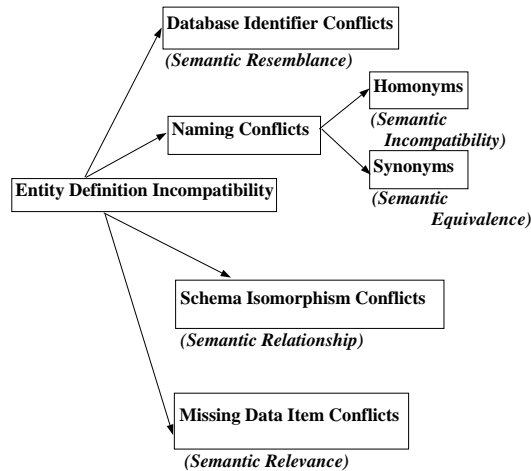 Database Identifier Conflicts
(Semantic Resemblance)
Homonyms
(Semantic
Incompatibility)
Naming Conflicts
Synonyms
(Semantic
Equivalence)
Entity Definition Incompatibility
Schema Isomorphism Conflicts
(Semantic Relationship)
Missing Data Item Conflicts
(Semantic Relevance)